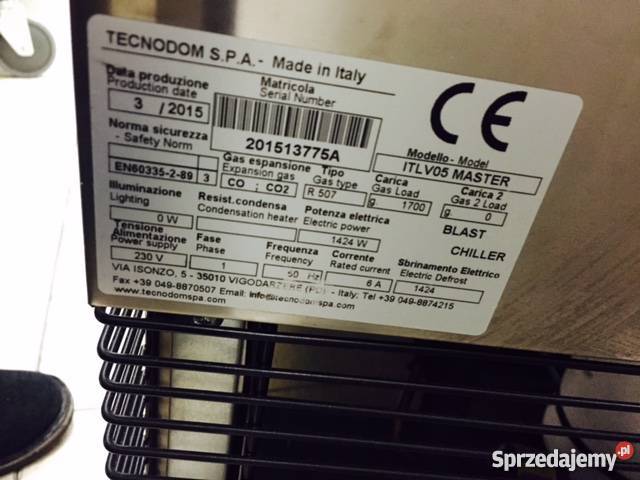 TECNODOM S.P.A. - Made in Italy
Data produzione
Production date
Matricola
Serial Number
3 / 2015
201513775A
CE
Modello - Model
ITLV05 MASTER
Norma sicurezza
- Safety Norm
EN60335-2-89 3
Gas espansione
Expansion gas
CO ; CO2
Tipo
Gas type
R 507
Carica
Gas Load
g. 1700
Carica 2
Gas 2 Load
g. 0
Illuminazione
Lighting
0 W
Resist.condensa
Condensation heater
Potenza elettrica
Electric power
1424 W
BLAST
CHILLER
Tensione
Alimentazione
Power supply
230 V
Fase
Phase
1
Frequenza
Frequency
50 Hz
Corrente
Rated current
6 A
Sbrinamento Elettrico
Electric Defrost
1424
VIA ISONZO, 5 - 35010 VIGODARZERE (PD) - Italy; Tel +39 049-8874215
Fax +39 049-8870507 Email: info@tecnodomspa.com
www.tecnodomspa.com
Sprzedajemy.pl